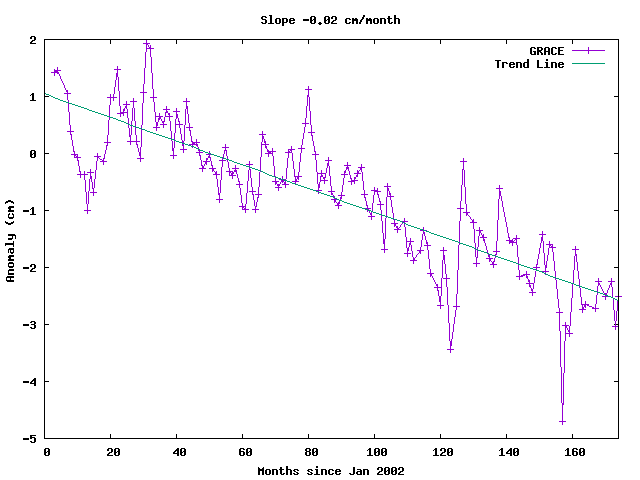 Slope -0.02 cm/month
GRACE
Trend Line
2
1
0
-1
-2
-3
-4
-5
Anomaly (cm)
0 20 40 60 80 100 120 140 160
Months since Jan 2002